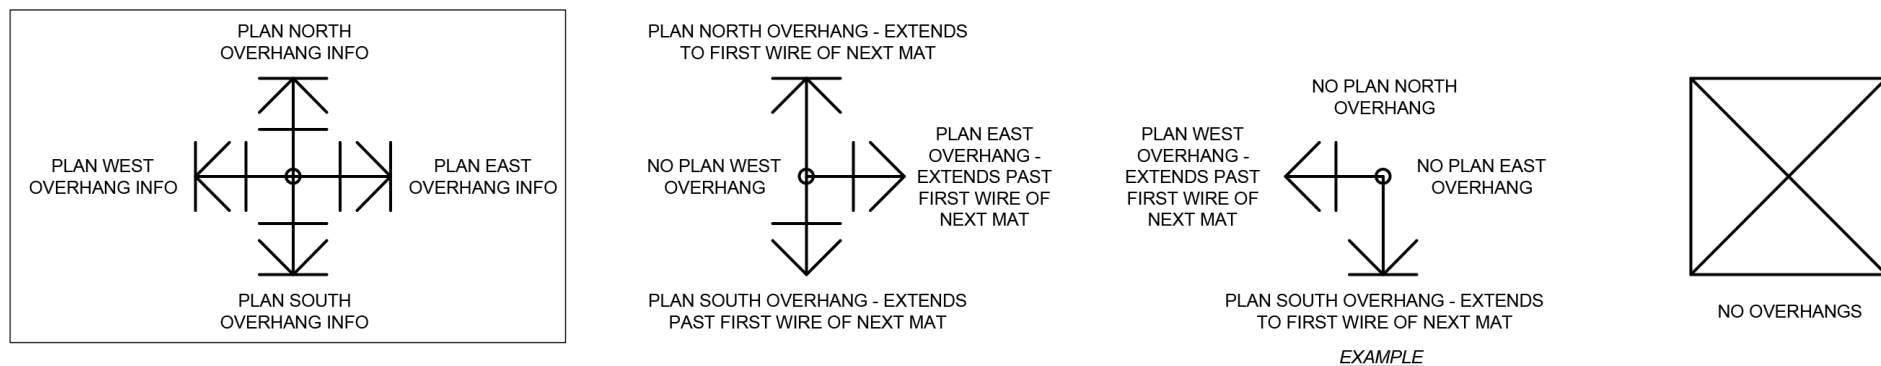 PLAN NORTH
OVERHANG INFO
PLAN WEST
OVERHANG INFO
PLAN EAST
OVERHANG INFO
PLAN SOUTH
OVERHANG INFO
PLAN NORTH OVERHANG - EXTENDS
TO FIRST WIRE OF NEXT MAT
NO PLAN WEST
OVERHANG
PLAN EAST
OVERHANG -
EXTENDS PAST
FIRST WIRE OF
NEXT MAT
PLAN SOUTH OVERHANG - EXTENDS
PAST FIRST WIRE OF NEXT MAT
NO PLAN NORTH
OVERHANG
PLAN WEST
OVERHANG -
EXTENDS PAST
FIRST WIRE OF
NEXT MAT
NO PLAN EAST
OVERHANG
PLAN SOUTH OVERHANG - EXTENDS
TO FIRST WIRE OF NEXT MAT
EXAMPLE
NO OVERHANGS